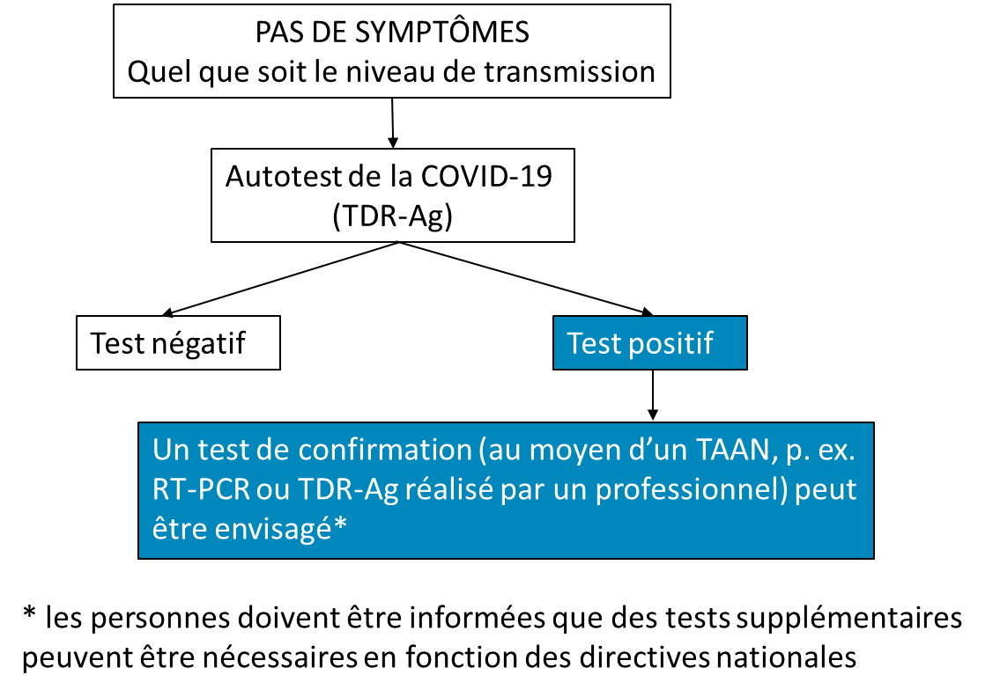 PAS DE SYMPTÔMES
Quel que soit le niveau de transmission
Autotest de la COVID-19
(TDR-Ag)
Test négatif
Test positif
Un test de confirmation (au moyen d’un TAAN, p. ex.
RT-PCR ou TDR-Ag réalisé par un professionnel) peut
être envisagé*
* les personnes doivent être informées que des tests supplémentaires
peuvent être nécessaires en fonction des directives nationales